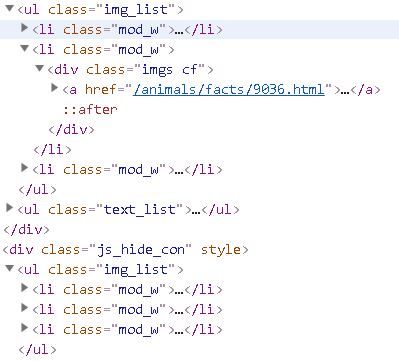 <ul class="img_list">
<li class="mod_w">…</li>
<li class="mod_w">
<div class="imgs cf">
<a href="/animals/facts/9036.html">…</a>
::after
</div>
</li>
<li class="mod_w">…</li>
</ul>
<ul class="text_list">…</ul>
</div>
<div class="js_hide_con" style>
<ul class="img_list">
<li class="mod_w">…</li>
<li class="mod_w">…</li>
<li class="mod_w">…</li>
</ul>